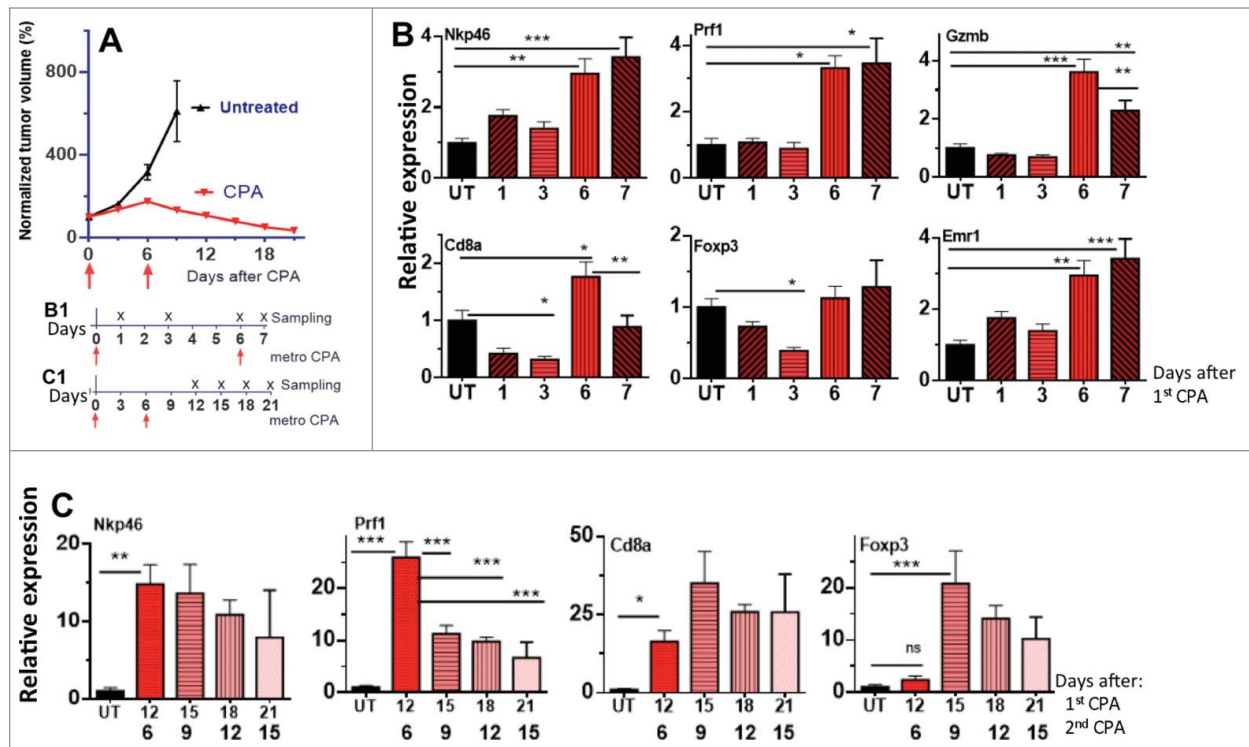 A
Normalized tumor volume (%)
800
400
0
Untreated
CPA
0 6 12 18
Days after CPA
B1
Days
x x x x Sampling
0 1 2 3 4 5 6 7
metro CPA
C1
Days
x x x x Sampling
0 3 6 9 12 15 18 21
metro CPA
B
Relative expression
Nkp46
***
**
4
2
0
UT 1 3 6 7
Prf1
*
*
4
2
0
UT 1 3 6 7
Gzmb
**
***
**
4
2
0
UT 1 3 6 7
Cd8a
*
**
*
2
1
0
UT 1 3 6 7
Foxp3
*
2
1
0
UT 1 3 6 7
Emr1
***
**
4
2
0
UT 1 3 6 7
Days after
1st CPA
C
Relative expression
Nkp46
**
20
10
0
UT 12 15 18 21
6 9 12 15
Prf1
*** ***
***
***
20
10
0
UT 12 15 18 21
6 9 12 15
Cd8a
*
50
25
0
UT 12 15 18 21
6 9 12 15
Foxp3
***
ns
20
10
0
UT 12 15 18 21
6 9 12 15
Days after:
1st CPA
2nd CPA